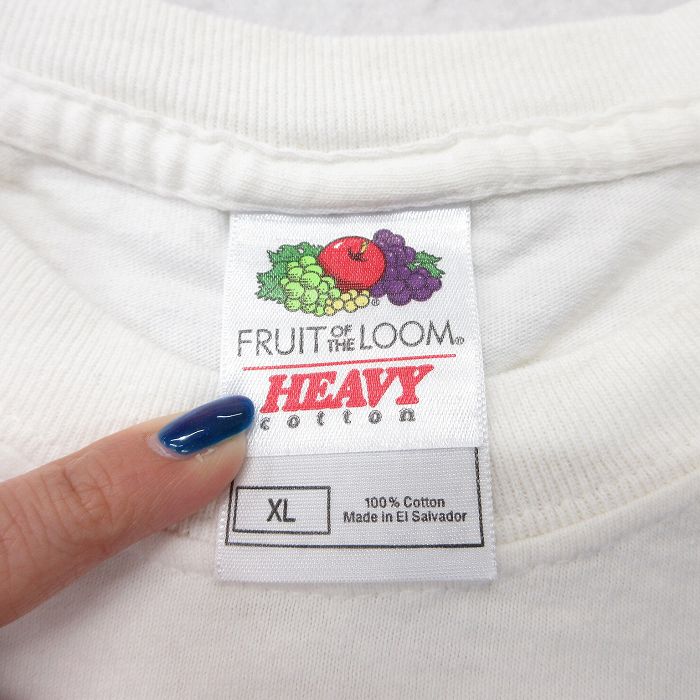 FRUIT OF THE LOOM®
HEAVY
cotton
XL
100% Cotton
Made in El Salvador